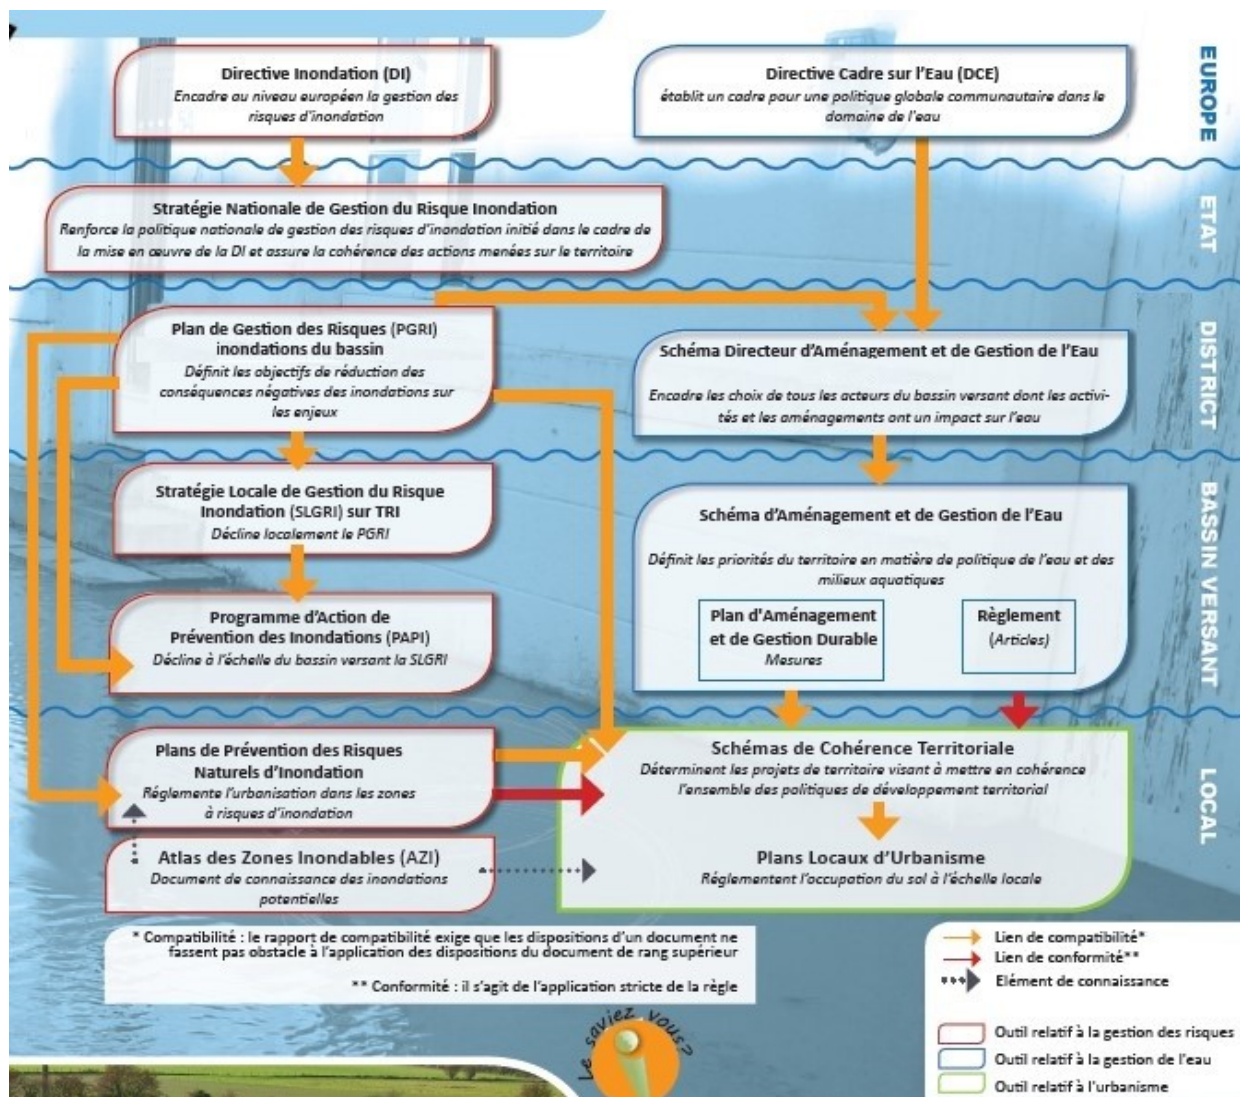 Directive Inondation (DI)
Encadre au niveau européen la gestion des
risques d'inondation
Directive Cadre sur l'Eau (DCE)
établit un cadre pour une politique globale communautaire dans le
domaine de l'eau
EUROPE
Stratégie Nationale de Gestion du Risque Inondation
Renforce la politique nationale de gestion des risques d'inondation initié dans le cadre de
la mise en œuvre de la DI et assure la cohérence des actions menées sur le territoire
ETAT
Plan de Gestion des Risques (PGRI)
inondations du bassin
Définit les objectifs de réduction des
conséquences négatives des inondations sur
les enjeux
Schéma Directeur d'Aménagement et de Gestion de l'Eau
Encadre les choix de tous les acteurs du bassin versant dont les activi-
tés et les aménagements ont un impact sur l'eau
DISTRICT
Stratégie Locale de Gestion du Risque
Inondation (SLGRI) sur TRI
Décline localement le PGRI
Programme d'Action de
Prévention des Inondations (PAPI)
Décline à l'échelle du bassin versant la SLGRI
Schéma d'Aménagement et de Gestion de l'Eau
Définit les priorités du territoire en matière de politique de l'eau et des
milieux aquatiques
Plan d'Aménagement
et de Gestion Durable
Mesures
Règlement
(Articles)
BASSIN VERSANT
Plans de Prévention des Risques
Naturels d'Inondation
Réglemente l'urbanisation dans les zones
à risques d'inondation
Atlas des Zones Inondables (AZI)
Document de connaissance des inondations
potentielles
Schémas de Cohérence Territoriale
Déterminent les projets de territoire visant à mettre en cohérence
l'ensemble des politiques de développement territorial
Plans Locaux d'Urbanisme
Réglementent l'occupation du sol à l'échelle locale
LOCAL
* Compatibilité : le rapport de compatibilité exige que les dispositions d'un document ne
fassent pas obstacle à l'application des dispositions du document de rang supérieur
** Conformité : il s'agit de l'application stricte de la règle
Lien de compatibilité*
Lien de conformité**
Elément de connaissance
Outil relatif à la gestion des risques
Outil relatif à la gestion de l'eau
Outil relatif à l'urbanisme
Le saviez vous?